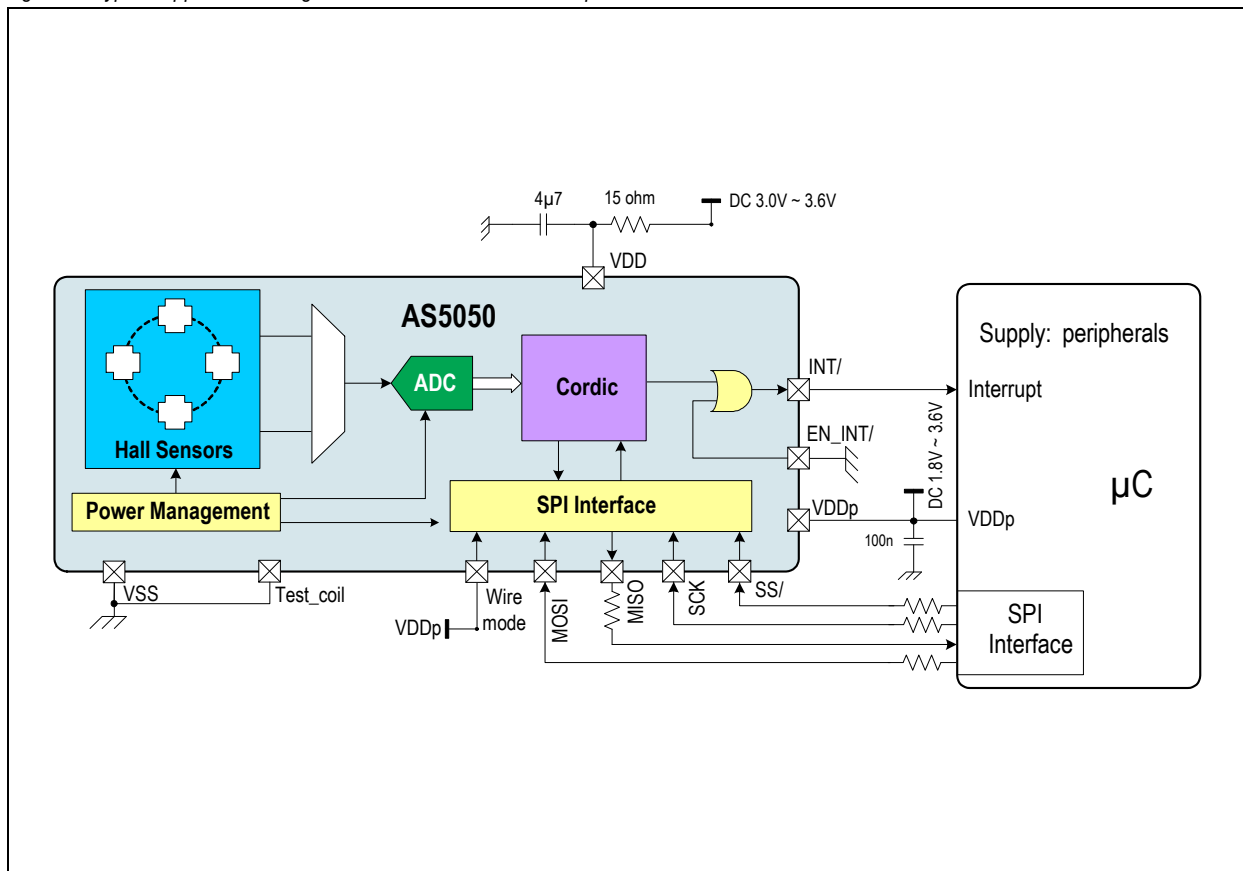 4µ7
15 ohm
DC 3.0V ~ 3.6V
VDD
AS5050
Supply: peripherals
INT/
Interrupt
ADC
Cordic
Hall Sensors
EN_INT/
DC 1.8V ~ 3.6V
µC
Power Management
SPI Interface
VDDp
VDDp
100n
VSS
Test_coil
Wire
mode
VDDp
MOSI
MISO
SCK
SS/
SPI
Interface